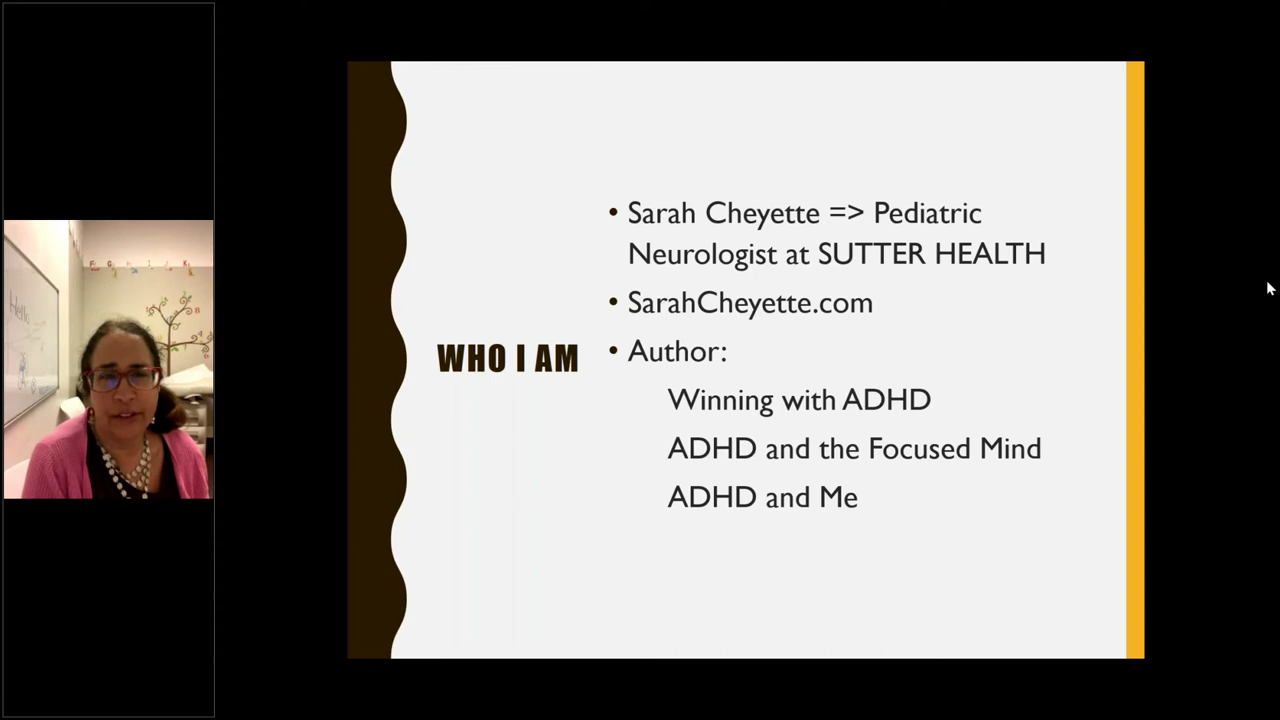 Hello
F G H I J K
WHO I AM
• Sarah Cheyette => Pediatric
Neurologist at SUTTER HEALTH
• SarahCheyette.com
• Author:
Winning with ADHD
ADHD and the Focused Mind
ADHD and Me